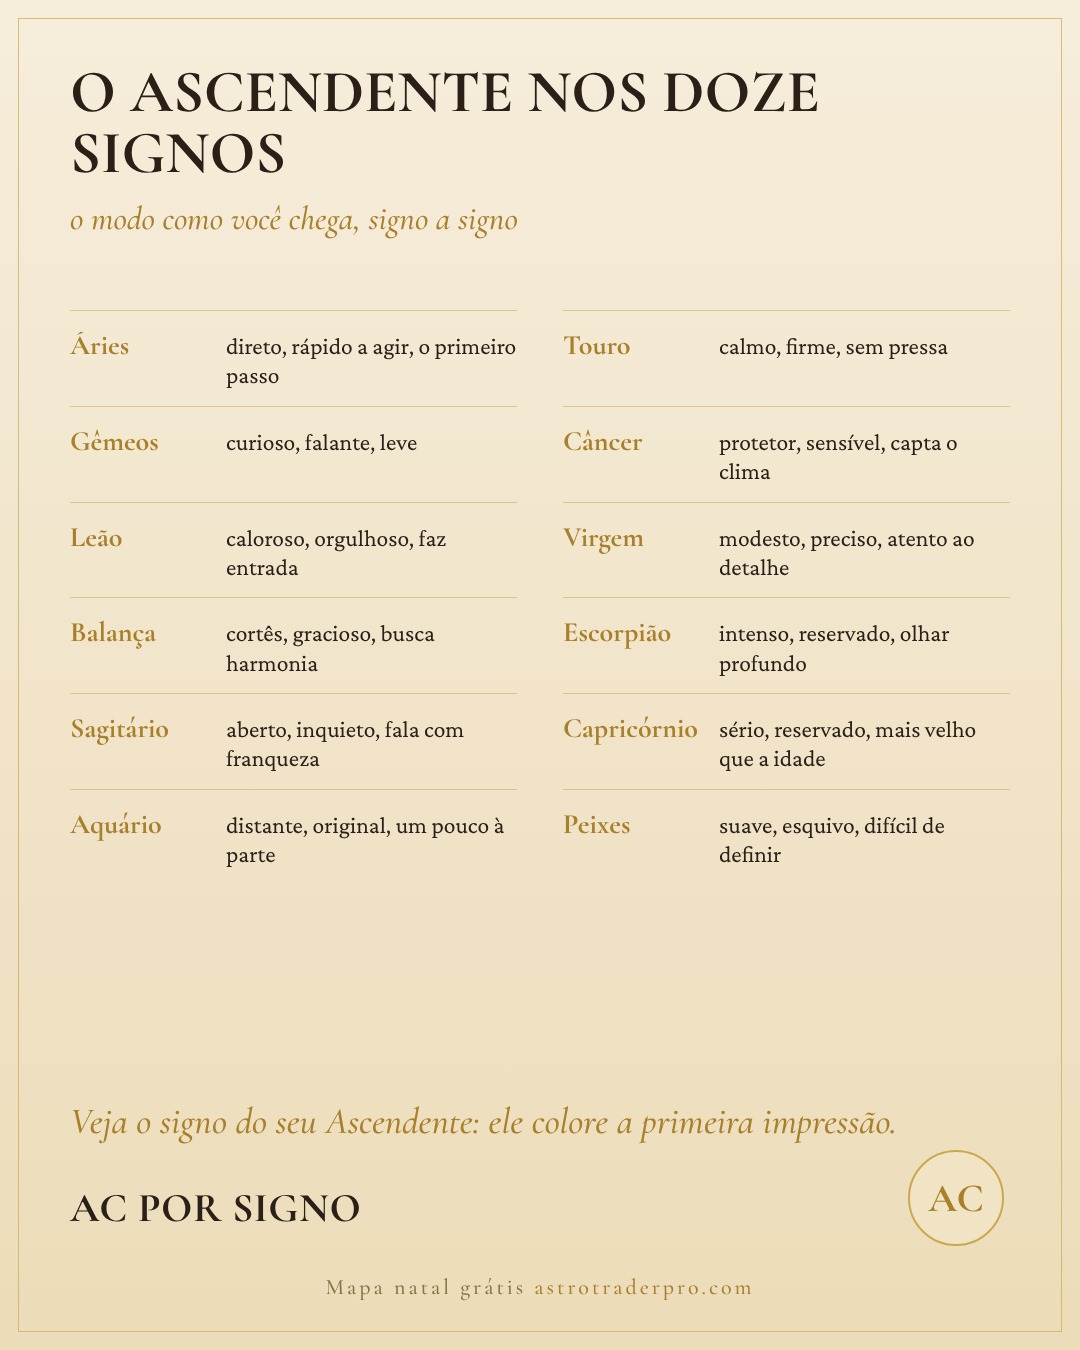 O ASCENDENTE NOS DOZE
SIGNOS
o modo como você chega, signo a signo
Áries direto, rápido a agir, o primeiro
passo
Touro calmo, firme, sem pressa
Gêmeos curioso, falante, leve
Câncer protetor, sensível, capta o
clima
Leão caloroso, orgulhoso, faz
entrada
Virgem modesto, preciso, atento ao
detalhe
Balança cortês, gracioso, busca
harmonia
Escorpião intenso, reservado, olhar
profundo
Sagitário aberto, inquieto, fala com
franqueza
Capricórnio sério, reservado, mais velho
que a idade
Aquário distante, original, um pouco à
parte
Peixes suave, esquivo, difícil de
definir
Veja o signo do seu Ascendente: ele colore a primeira impressão.
AC POR SIGNO
AC
Mapa natal grátis astrotraderpro.com